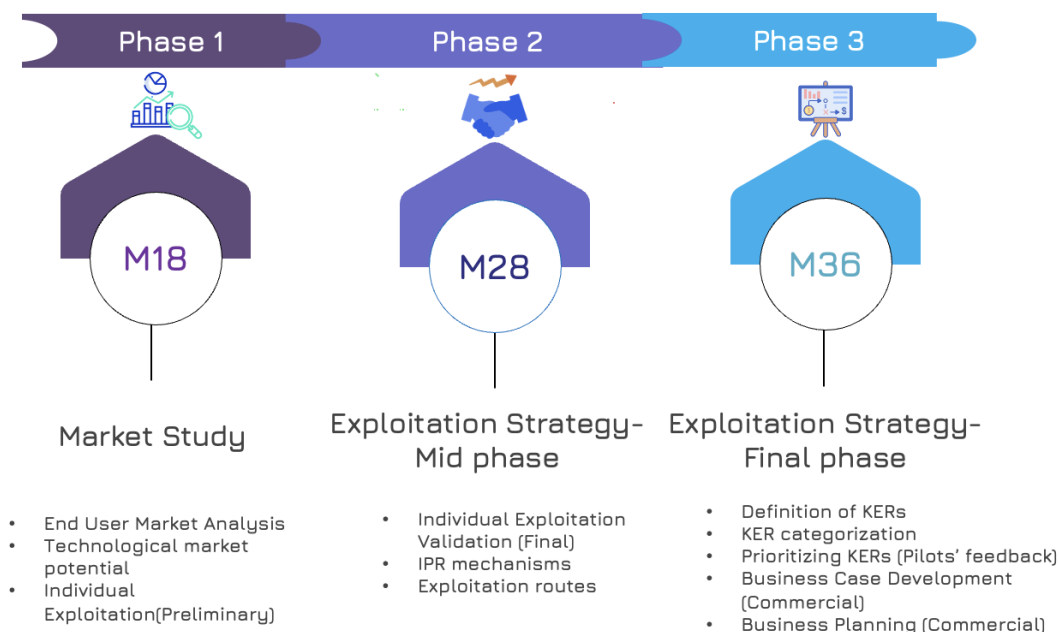 Phase 1
Phase 2
Phase 3
M18
M28
M36
Market Study
Exploitation Strategy-
Mid phase
Exploitation Strategy-
Final phase
• End User Market Analysis
• Technological market
potential
• Individual
Exploitation(Preliminary)
• Individual Exploitation
Validation (Final)
• IPR mechanisms
• Exploitation routes
• Definition of KERs
• KER categorization
• Prioritizing KERs (Pilots' feedback)
• Business Case Development
(Commercial)
• Business Planning (Commercial)